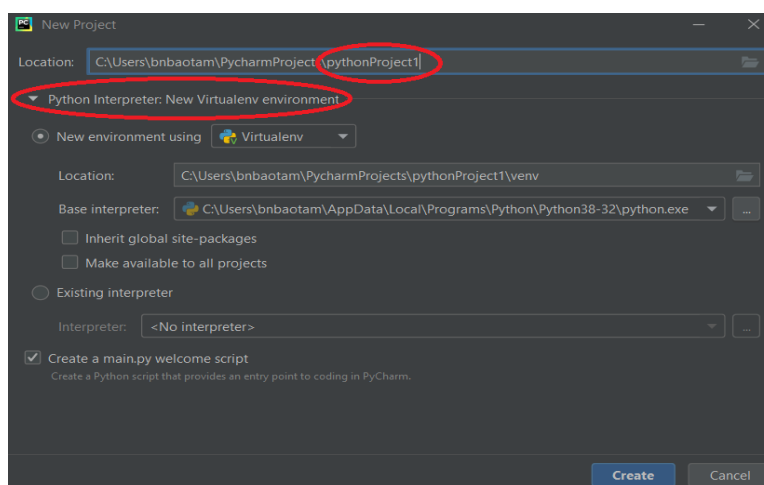 PC New Project
Location: C:\Users\bnbaotam\PycharmProjects\pythonProject1
Python Interpreter: New Virtualenv environment
New environment using Virtualenv
Location: C:\Users\bnbaotam\PycharmProjects\pythonProject1\venv
Base interpreter: C:\Users\bnbaotam\AppData\Local\Programs\Python\Python38-32\python.exe ...
Inherit global site-packages
Make available to all projects
Existing interpreter
Interpreter: <No interpreter> ...
Create a main.py welcome script
Create a Python script that provides an entry point to coding in PyCharm.
Create Cancel